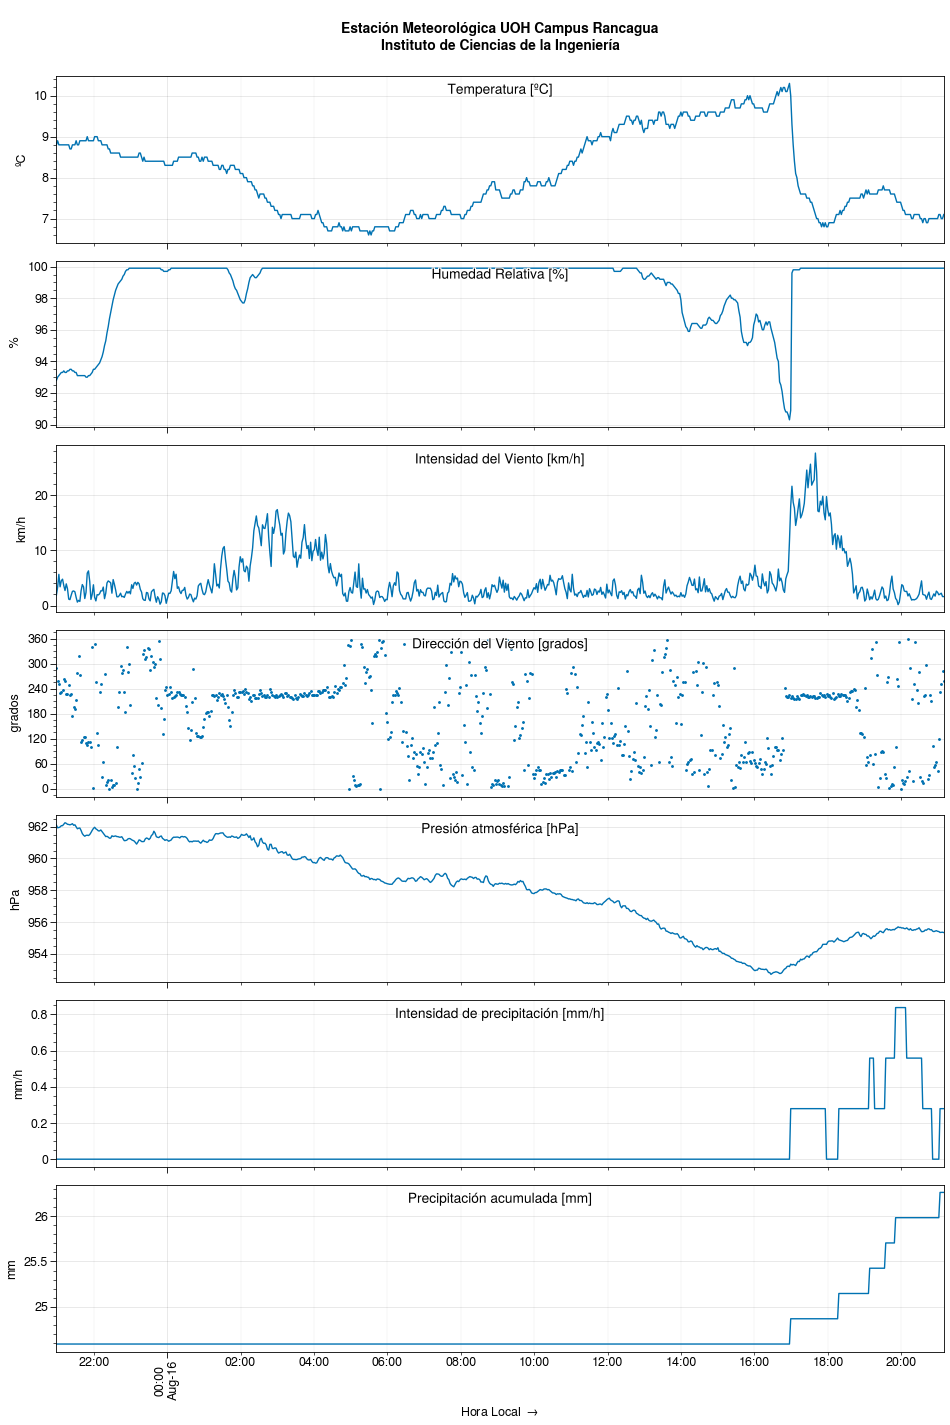 Estación Meteorológica UOH Campus Rancagua
Instituto de Ciencias de la Ingeniería
Temperatura [ºC]
ºC
10
9
8
7
Humedad Relativa [%]
%
100
98
96
94
92
90
Intensidad del Viento [km/h]
km/h
20
10
0
Dirección del Viento [grados]
grados
360
300
240
180
120
60
0
Presión atmosférica [hPa]
hPa
962
960
958
956
954
Intensidad de precipitación [mm/h]
mm/h
0.8
0.6
0.4
0.2
0
Precipitación acumulada [mm]
mm
26
25.5
25
22:00
00:00
Aug-16
02:00
04:00
06:00
08:00
10:00
12:00
14:00
16:00
18:00
20:00
Hora Local →